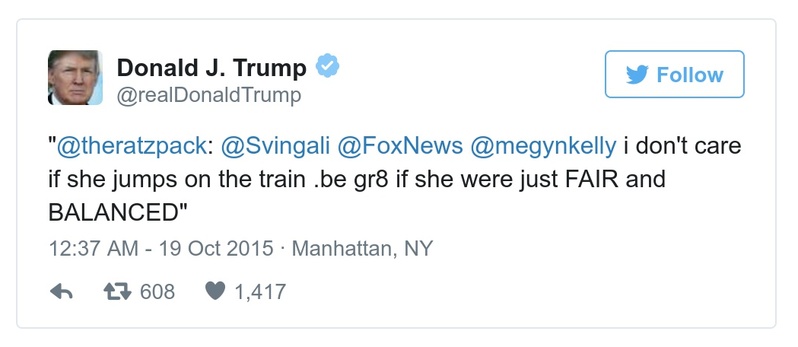 Donald J. Trump
@realDonaldTrump
Follow
"@theratzpack: @Svingali @FoxNews @megynkelly i don't care
if she jumps on the train .be gr8 if she were just FAIR and
BALANCED"
12:37 AM - 19 Oct 2015 · Manhattan, NY
608 1,417